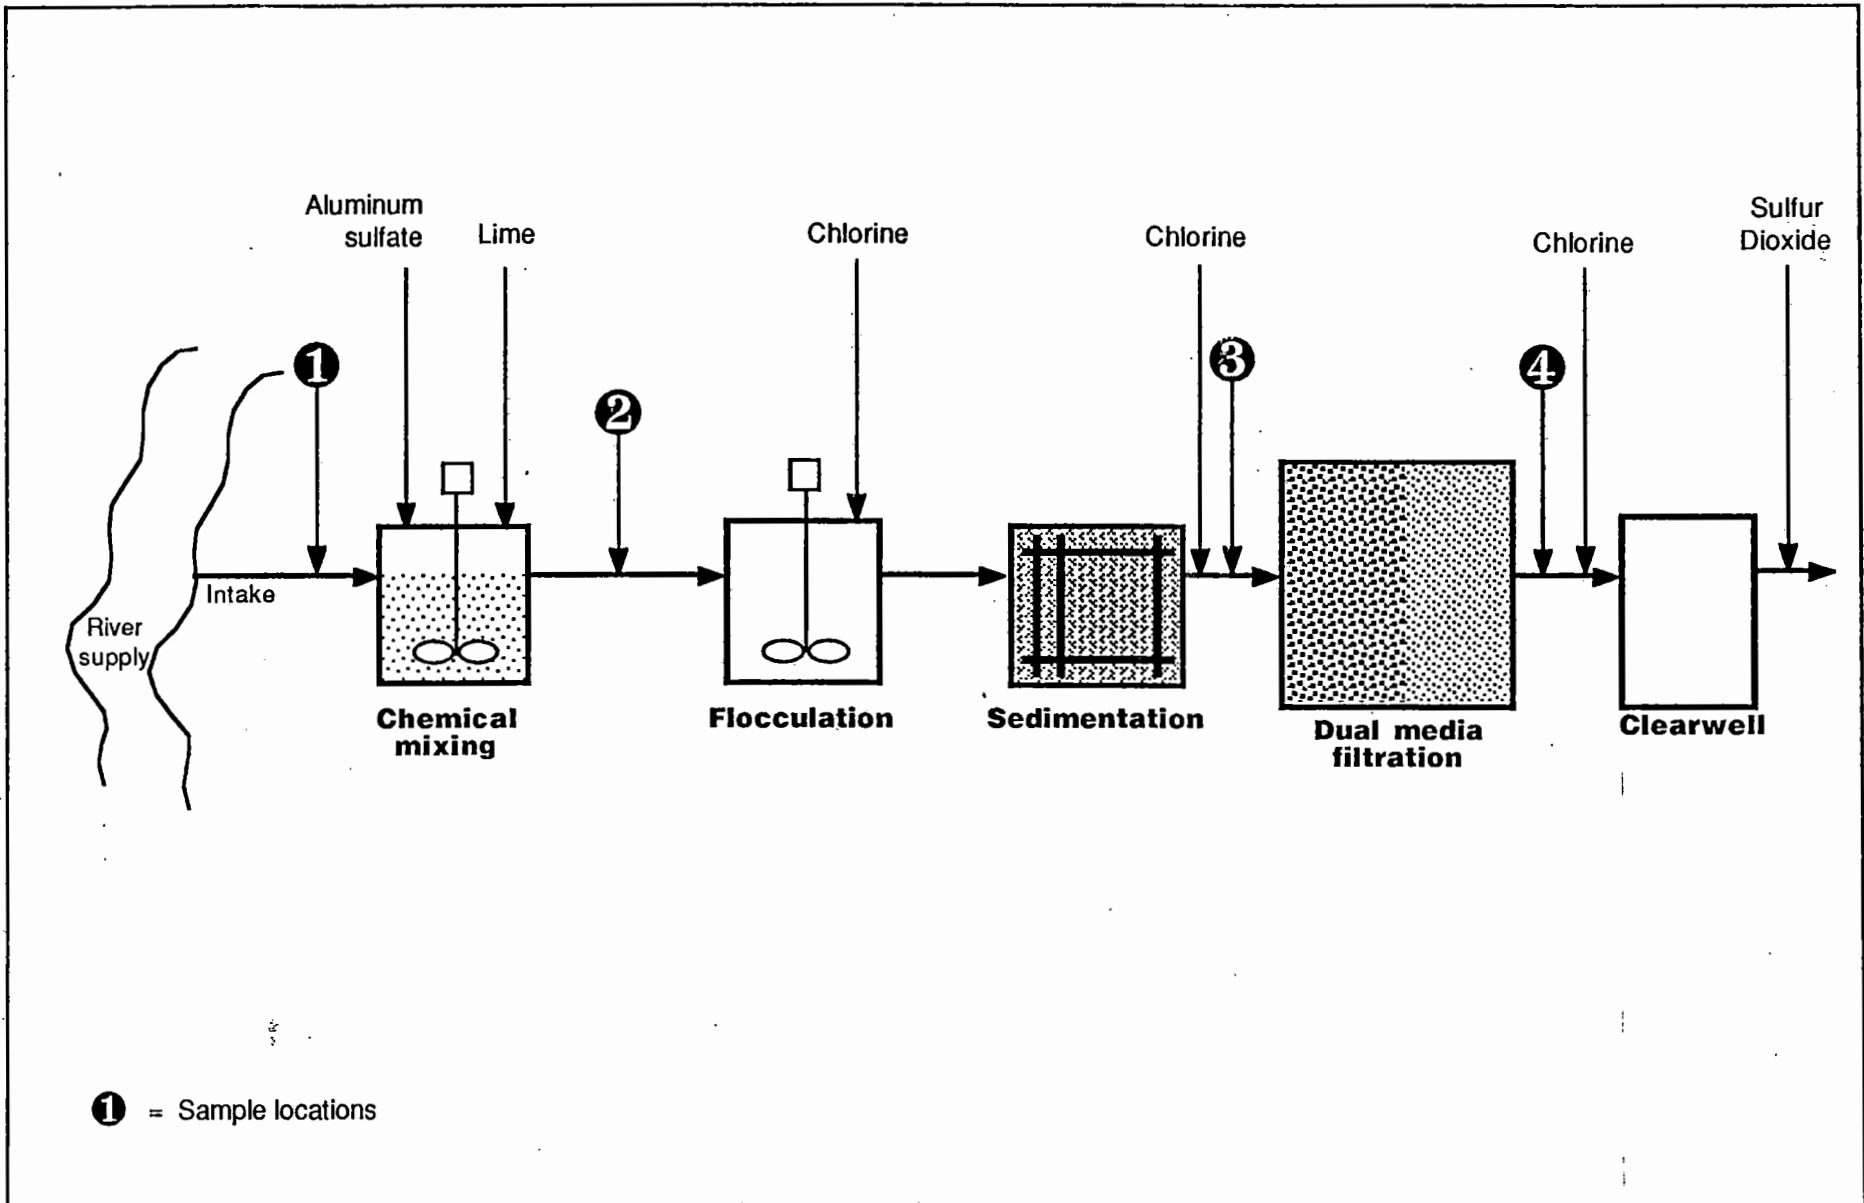 Aluminum
sulfate
Lime
Chlorine
Chlorine
Chlorine
Sulfur
Dioxide
1
2
3
4
Intake
River
supply
Chemical
mixing
Flocculation
Sedimentation
Dual media
filtration
Clearwell
1 = Sample locations